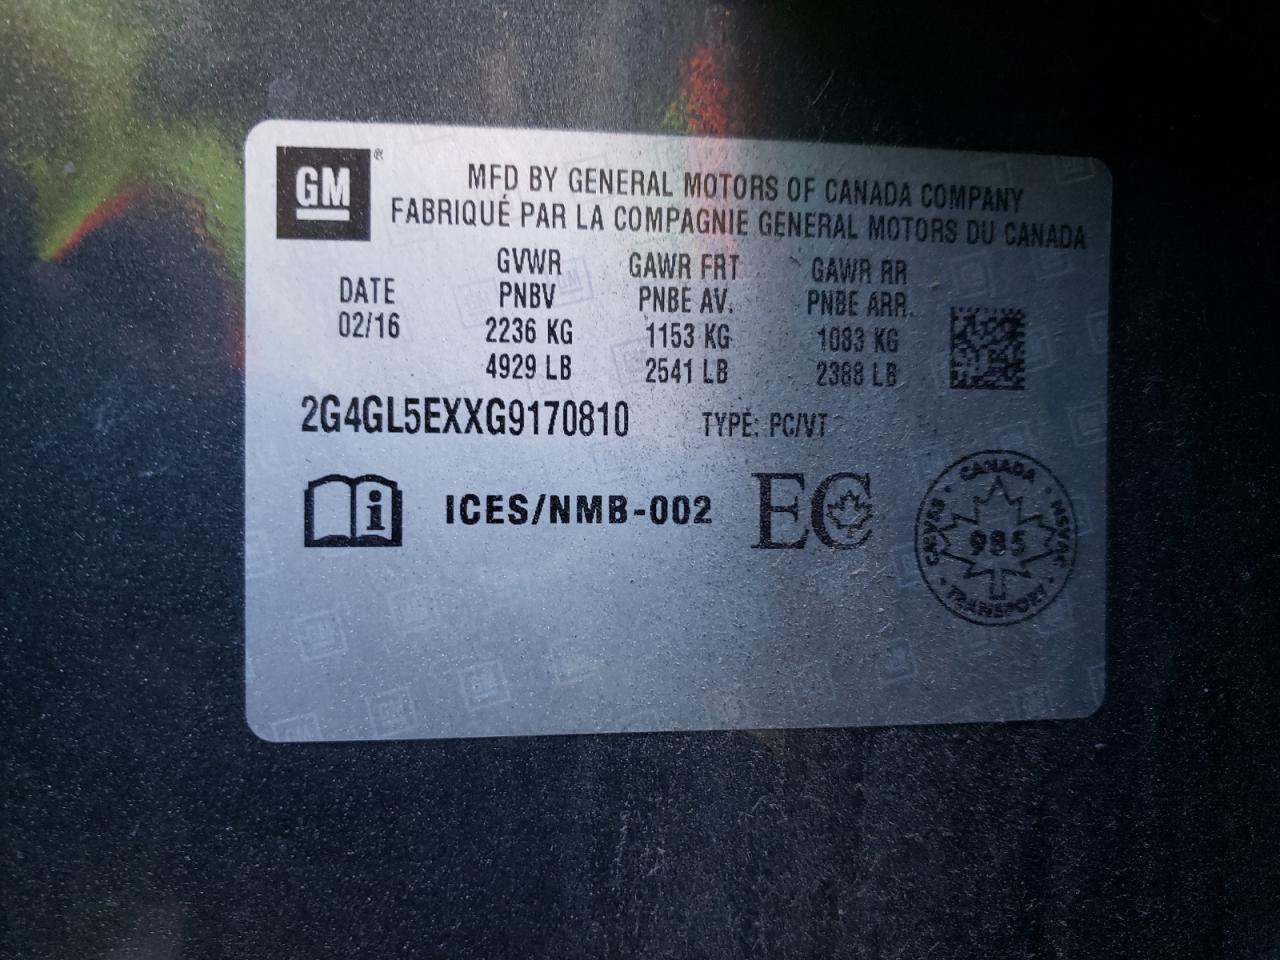 GM®
MFD BY GENERAL MOTORS OF CANADA COMPANY
FABRIQUÉ PAR LA COMPAGNIE GENERAL MOTORS DU CANADA
GVWR GAWR FRT GAWR RR
DATE PNBV PNBE AV. PNBE ARR.
02/16 2236 KG 1153 KG 1083 KG
4929 LB 2541 LB 2388 LB
2G4GL5EXXG9170810 TYPE: PC/VT
i ICES/NMB-002 EC
CANADA
NSVAC
TRANSPORT
985